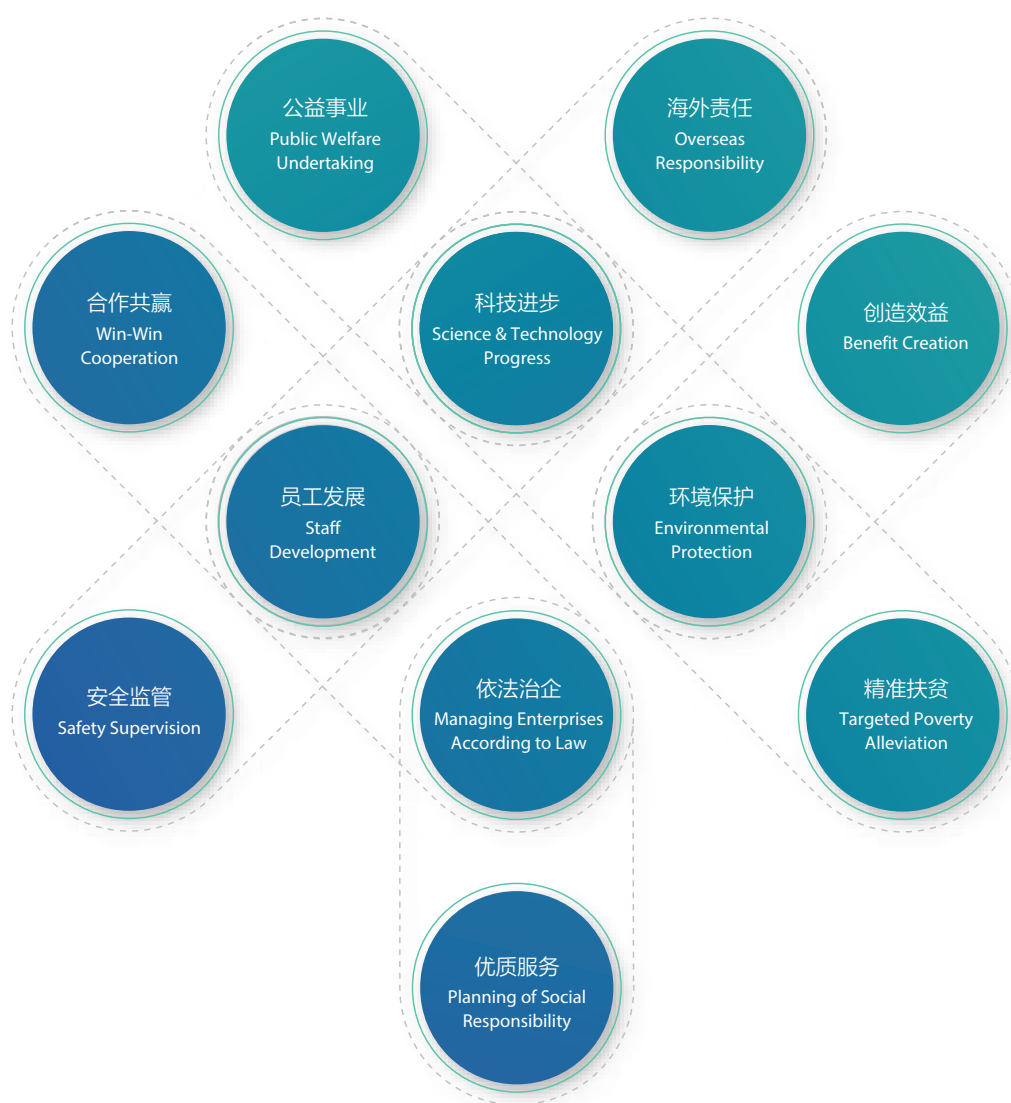 公益事业
Public Welfare
Undertaking
海外责任
Overseas
Responsibility
合作共赢
Win-Win
Cooperation
科技进步
Science & Technology
Progress
创造效益
Benefit Creation
员工发展
Staff
Development
环境保护
Environmental
Protection
安全监管
Safety Supervision
依法治企
Managing Enterprises
According to Law
精准扶贫
Targeted Poverty
Alleviation
优质服务
Planning of Social
Responsibility